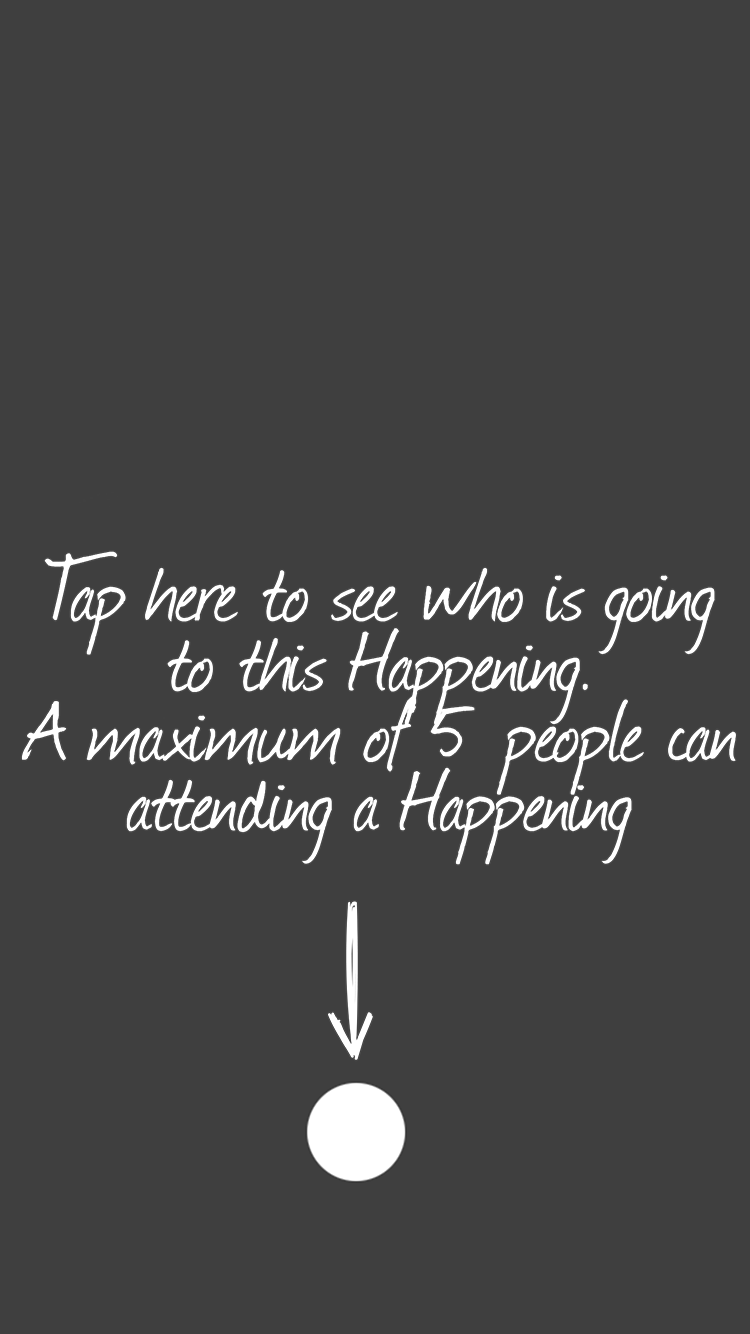 Tap here to see who is going
to this Happening.
A maximum of 5 people can
attending a Happening